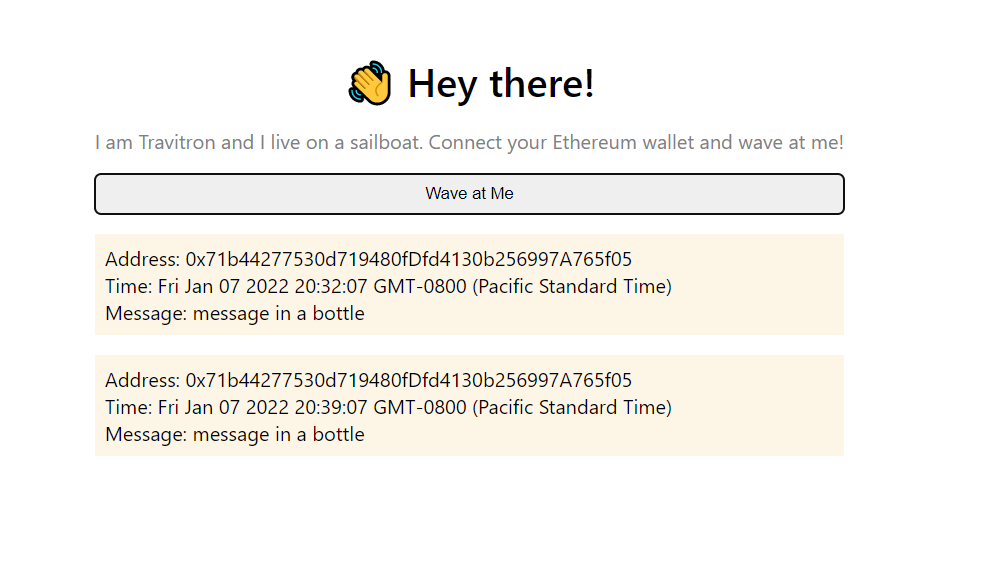 👋 Hey there!
I am Travitron and I live on a sailboat. Connect your Ethereum wallet and wave at me!
Wave at Me
Address: 0x71b44277530d719480fDfd4130b256997A765f05
Time: Fri Jan 07 2022 20:32:07 GMT-0800 (Pacific Standard Time)
Message: message in a bottle
Address: 0x71b44277530d719480fDfd4130b256997A765f05
Time: Fri Jan 07 2022 20:39:07 GMT-0800 (Pacific Standard Time)
Message: message in a bottle